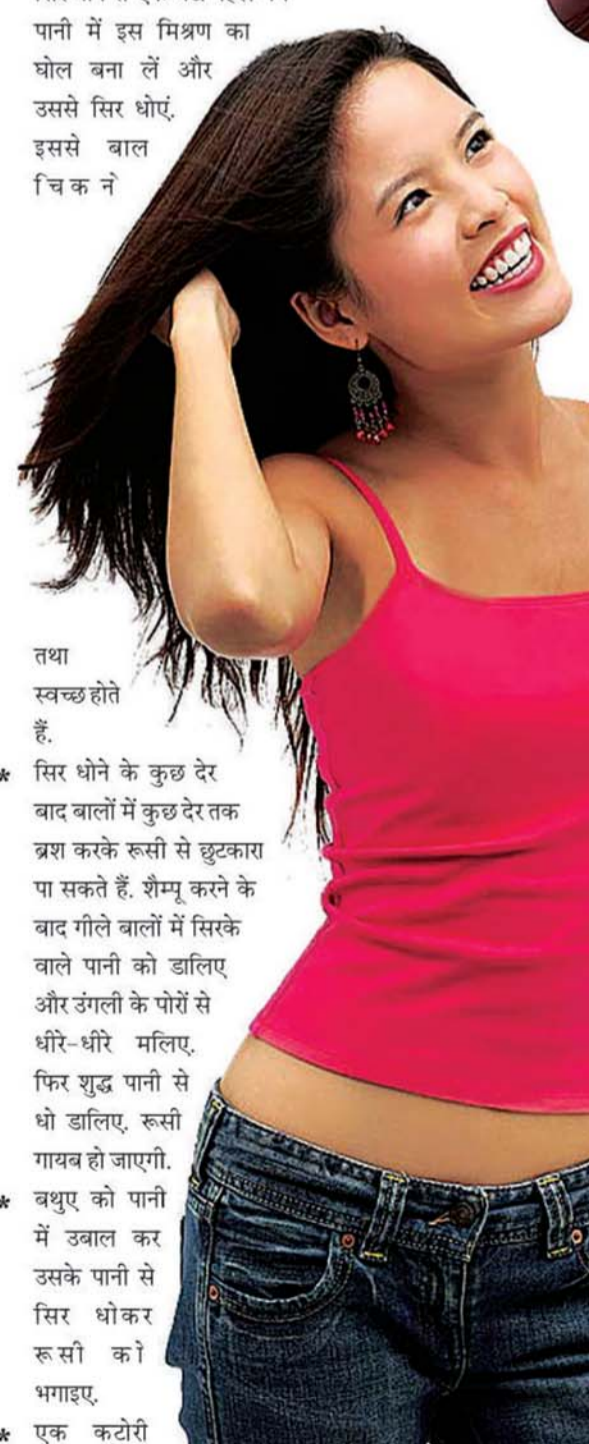 पानी में इस मिश्रण का
घोल बना लें और
उससे सिर धोएं.
इससे बाल
चिकने
तथा
स्वच्छ होते
हैं.
* सिर धोने के कुछ देर
बाद बालों में कुछ देर तक
ब्रश करके रूसी से छुटकारा
पा सकते हैं. शैम्पू करने के
बाद गीले बालों में सिरके
वाले पानी को डालिए
और उंगली के पोरों से
धीरे-धीरे मलिए.
फिर शुद्ध पानी से
धो डालिए. रूसी
गायब हो जाएगी.
* बथुए को पानी
में उबाल कर
उसके पानी से
सिर धोकर
रूसी को
भगाइए.
* एक कटोरी